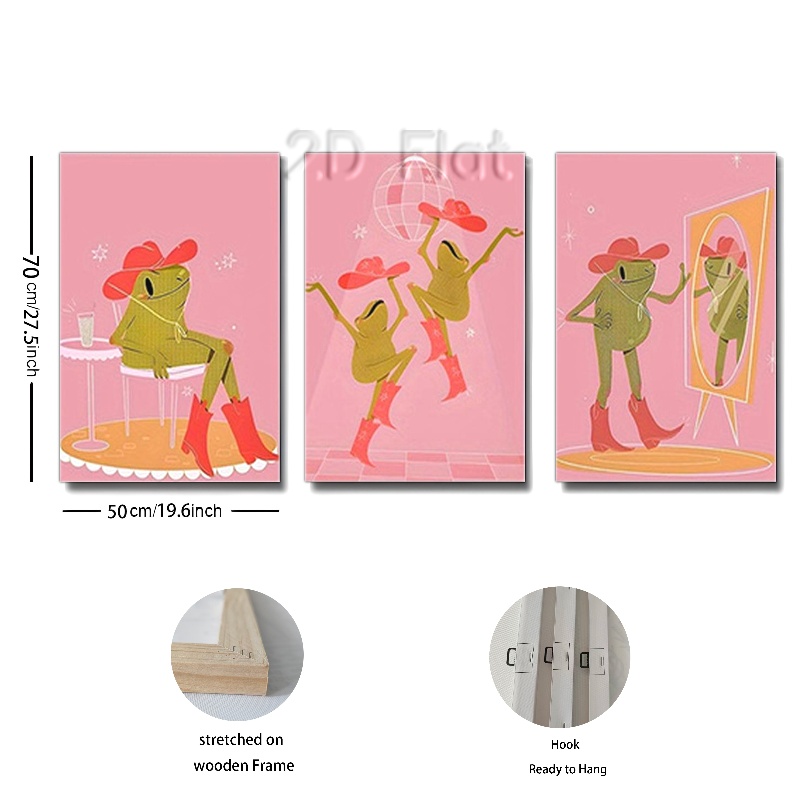 2D Flat
70 cm/27.5inch
50cm/19.6inch
stretched on
wooden Frame
Hook
Ready to Hang